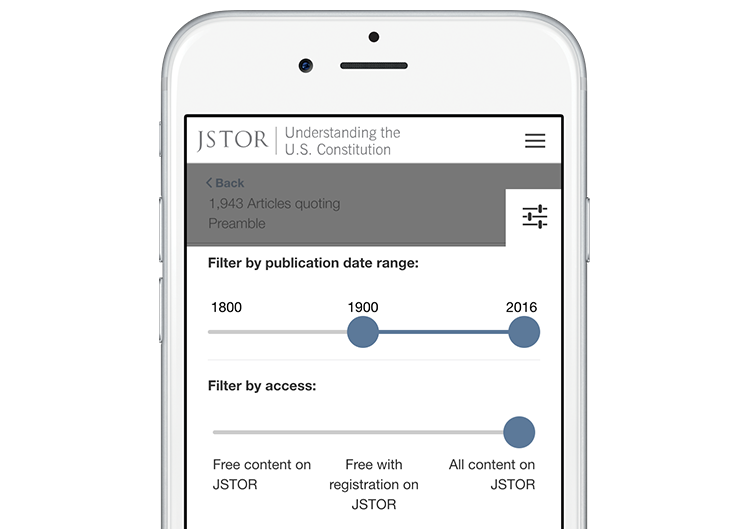 JSTOR
Understanding the
U.S. Constitution
Back
1,943 Articles quoting
Preamble
Filter by publication date range:
1800 1900 2016
Filter by access:
Free content on
JSTOR
Free with
registration on
JSTOR
All content on
JSTOR